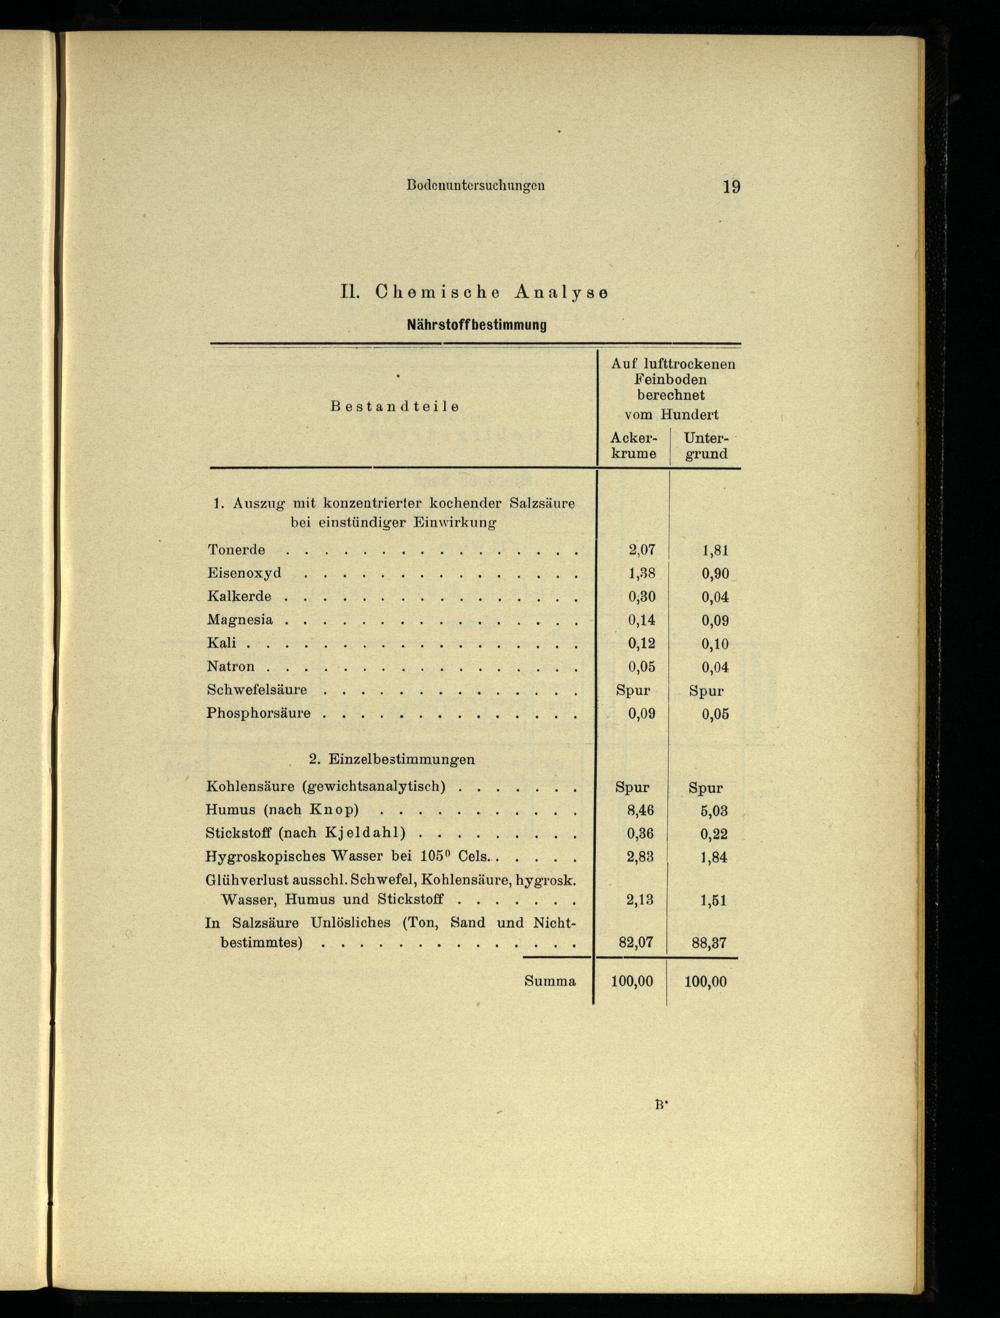 Bodenuntersuchungen 19
II. Chemische Analyse
Nährstoffbestimmung
Bestandteile
Auf lufttrockenen
Feinboden
berechnet
vom Hundert
Acker- Unter-
krume grund
1. Auszug mit konzentrierter kochender Salzsäure
bei einstündiger Einwirkung
Tonerde . . . . . . . . . . . . . . . . 2,07 1,81
Eisenoxyd . . . . . . . . . . . . . . . 1,38 0,90
Kalkerde . . . . . . . . . . . . . . . . 0,30 0,04
Magnesia . . . . . . . . . . . . . . . . 0,14 0,09
Kali . . . . . . . . . . . . . . . . . . 0,12 0,10
Natron . . . . . . . . . . . . . . . . . 0,05 0,04
Schwefelsäure . . . . . . . . . . . . . . Spur Spur
Phosphorsäure . . . . . . . . . . . . . . 0,09 0,05
2. Einzelbestimmungen
Kohlensäure (gewichtsanalytisch) . . . . . . . Spur Spur
Humus (nach Knop) . . . . . . . . . . . 8,46 5,03
Stickstoff (nach Kjeldahl) . . . . . . . . . 0,36 0,22
Hygroskopisches Wasser bei 105⁰ Cels. . . . . . 2,83 1,84
Glühverlust ausschl. Schwefel, Kohlensäure, hygrosk.
Wasser, Humus und Stickstoff . . . . . . . 2,13 1,51
In Salzsäure Unlösliches (Ton, Sand und Nicht-
bestimmtes) . . . . . . . . . . . . . . 82,07 88,37
Summa 100,00 100,00
B*